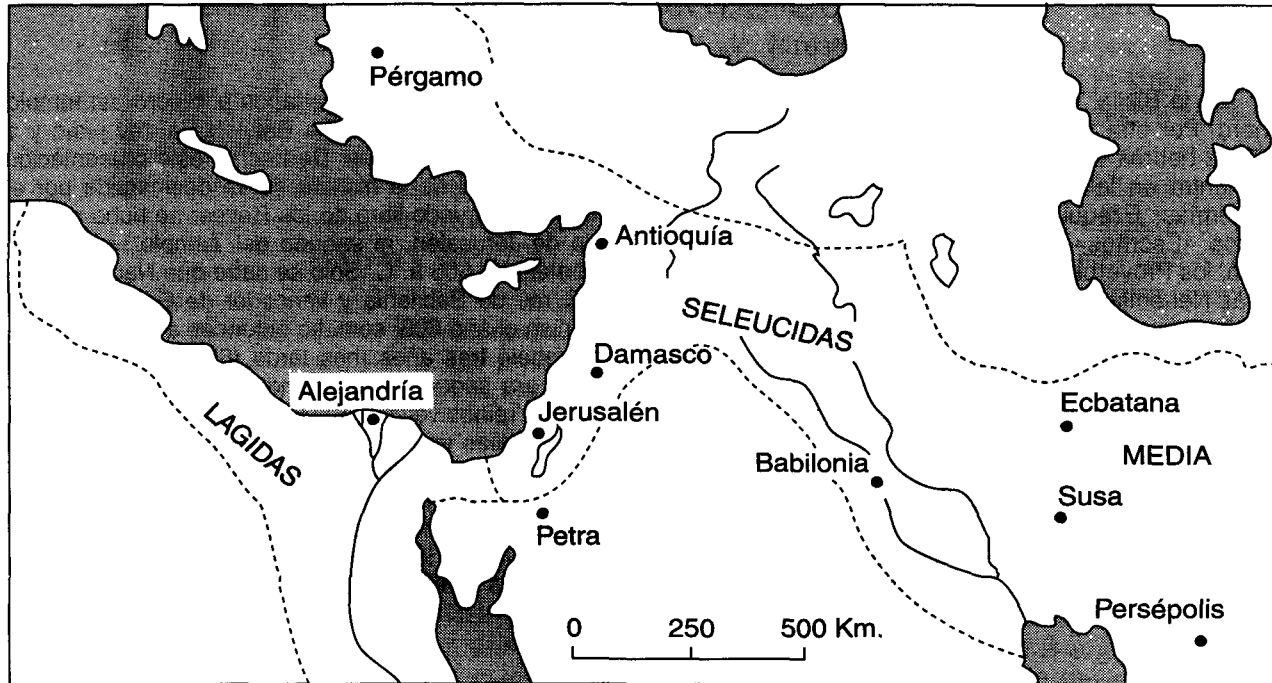 Pérgamo
Antioquía
SELEUCIDAS
Damasco
Alejandría
Jerusalén
LAGIDAS
Ecbatana
MEDIA
Babilonia
Susa
Petra
Persépolis
0 250 500 Km.